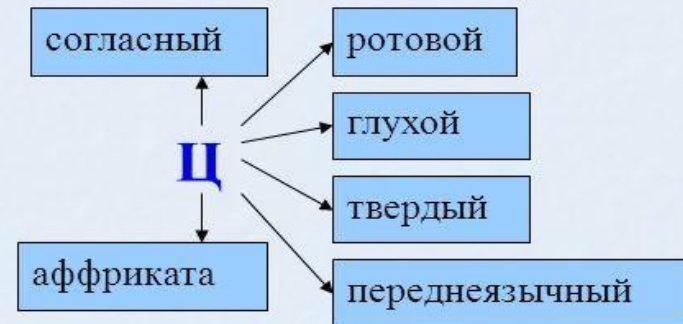 согласный
ротовой
глухой
Ц
твердый
аффриката
переднеязычный